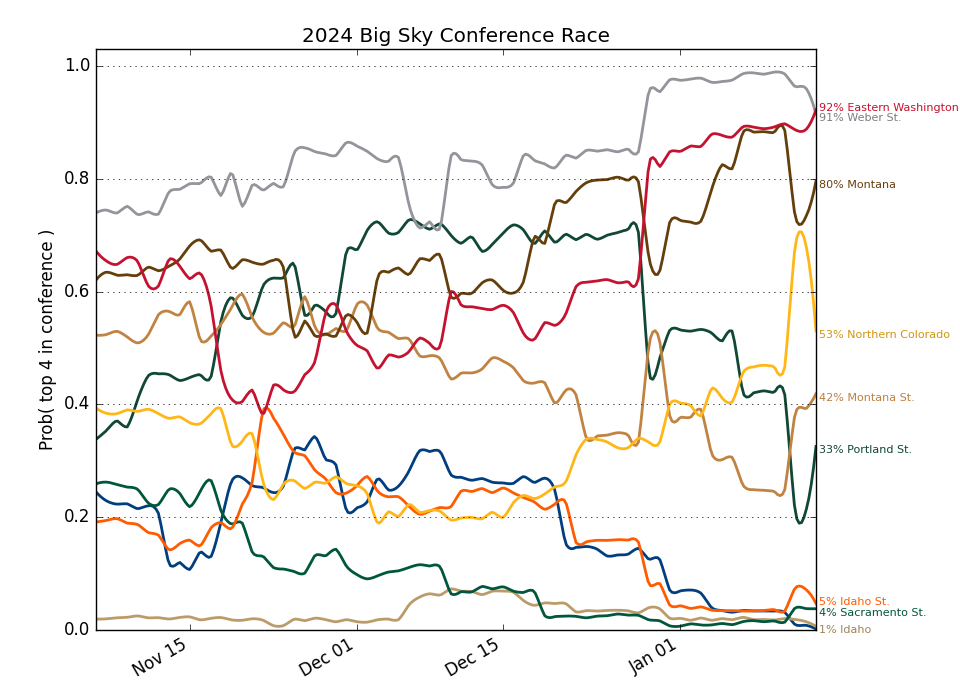 2024 Big Sky Conference Race
Prob( top 4 in conference )
1.0
0.8
0.6
0.4
0.2
0.0
Nov 15
Dec 01
Dec 15
Jan 01
92% Eastern Washington
91% Weber St.
80% Montana
53% Northern Colorado
42% Montana St.
33% Portland St.
5% Idaho St.
4% Sacramento St.
1% Idaho